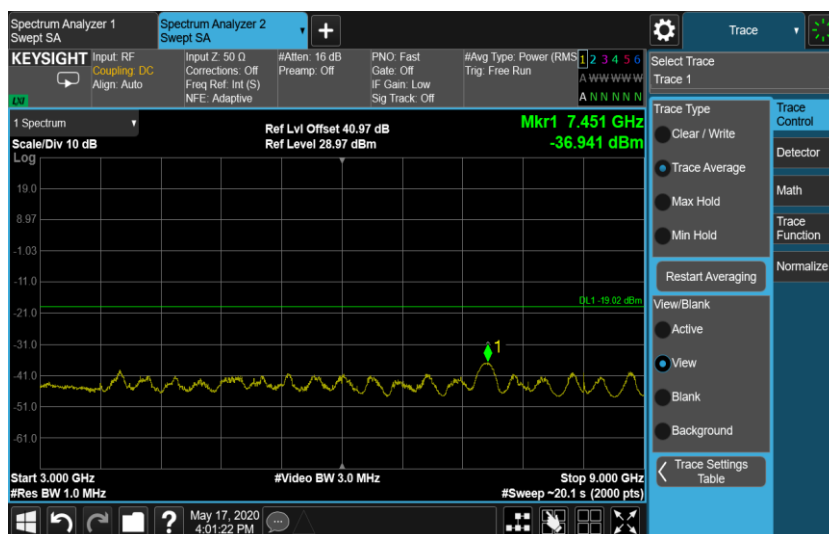 Spectrum Analyzer 1
Swept SA
Spectrum Analyzer 2
Swept SA
Trace
KEYSIGHT
LXI
Input: RF
Coupling: DC
Align: Auto
Input Z: 50 Ω
Corrections: Off
Freq Ref: Int (S)
NFE: Adaptive
#Atten: 16 dB
Preamp: Off
PNO: Fast
Gate: Off
IF Gain: Low
Sig Track: Off
#Avg Type: Power (RMS
Trig: Free Run
1 2 3 4 5 6
A W W W W W
A N N N N N
Select Trace
Trace 1
1 Spectrum
Scale/Div 10 dB
Log
Ref Lvl Offset 40.97 dB
Ref Level 28.97 dBm
Mkr1 7.451 GHz
-36.941 dBm
19.0
8.97
-1.03
-11.0
-21.0
-31.0
-41.0
-51.0
-61.0
DL1 -19.02 dBm
1
Start 3.000 GHz
#Res BW 1.0 MHz
#Video BW 3.0 MHz
Stop 9.000 GHz
#Sweep ~20.1 s (2000 pts)
May 17, 2020
4:01:22 PM
Trace Type
Clear / Write
Trace Average
Max Hold
Min Hold
Restart Averaging
View/Blank
Active
View
Blank
Background
Trace Settings
Table
Trace
Control
Detector
Math
Trace
Function
Normalize